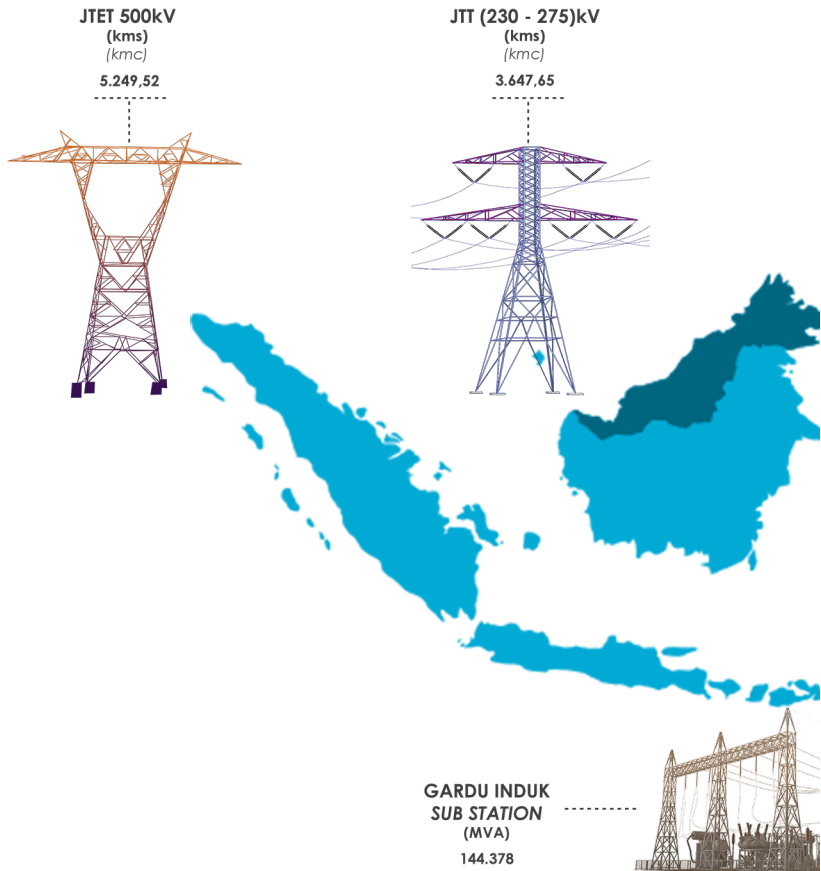 JTET 500kV
(kms)
(kmc)
5.249,52
JTT (230 - 275)kV
(kms)
(kmc)
3.647,65
GARDU INDUK
SUB STATION
(MVA)
144.378